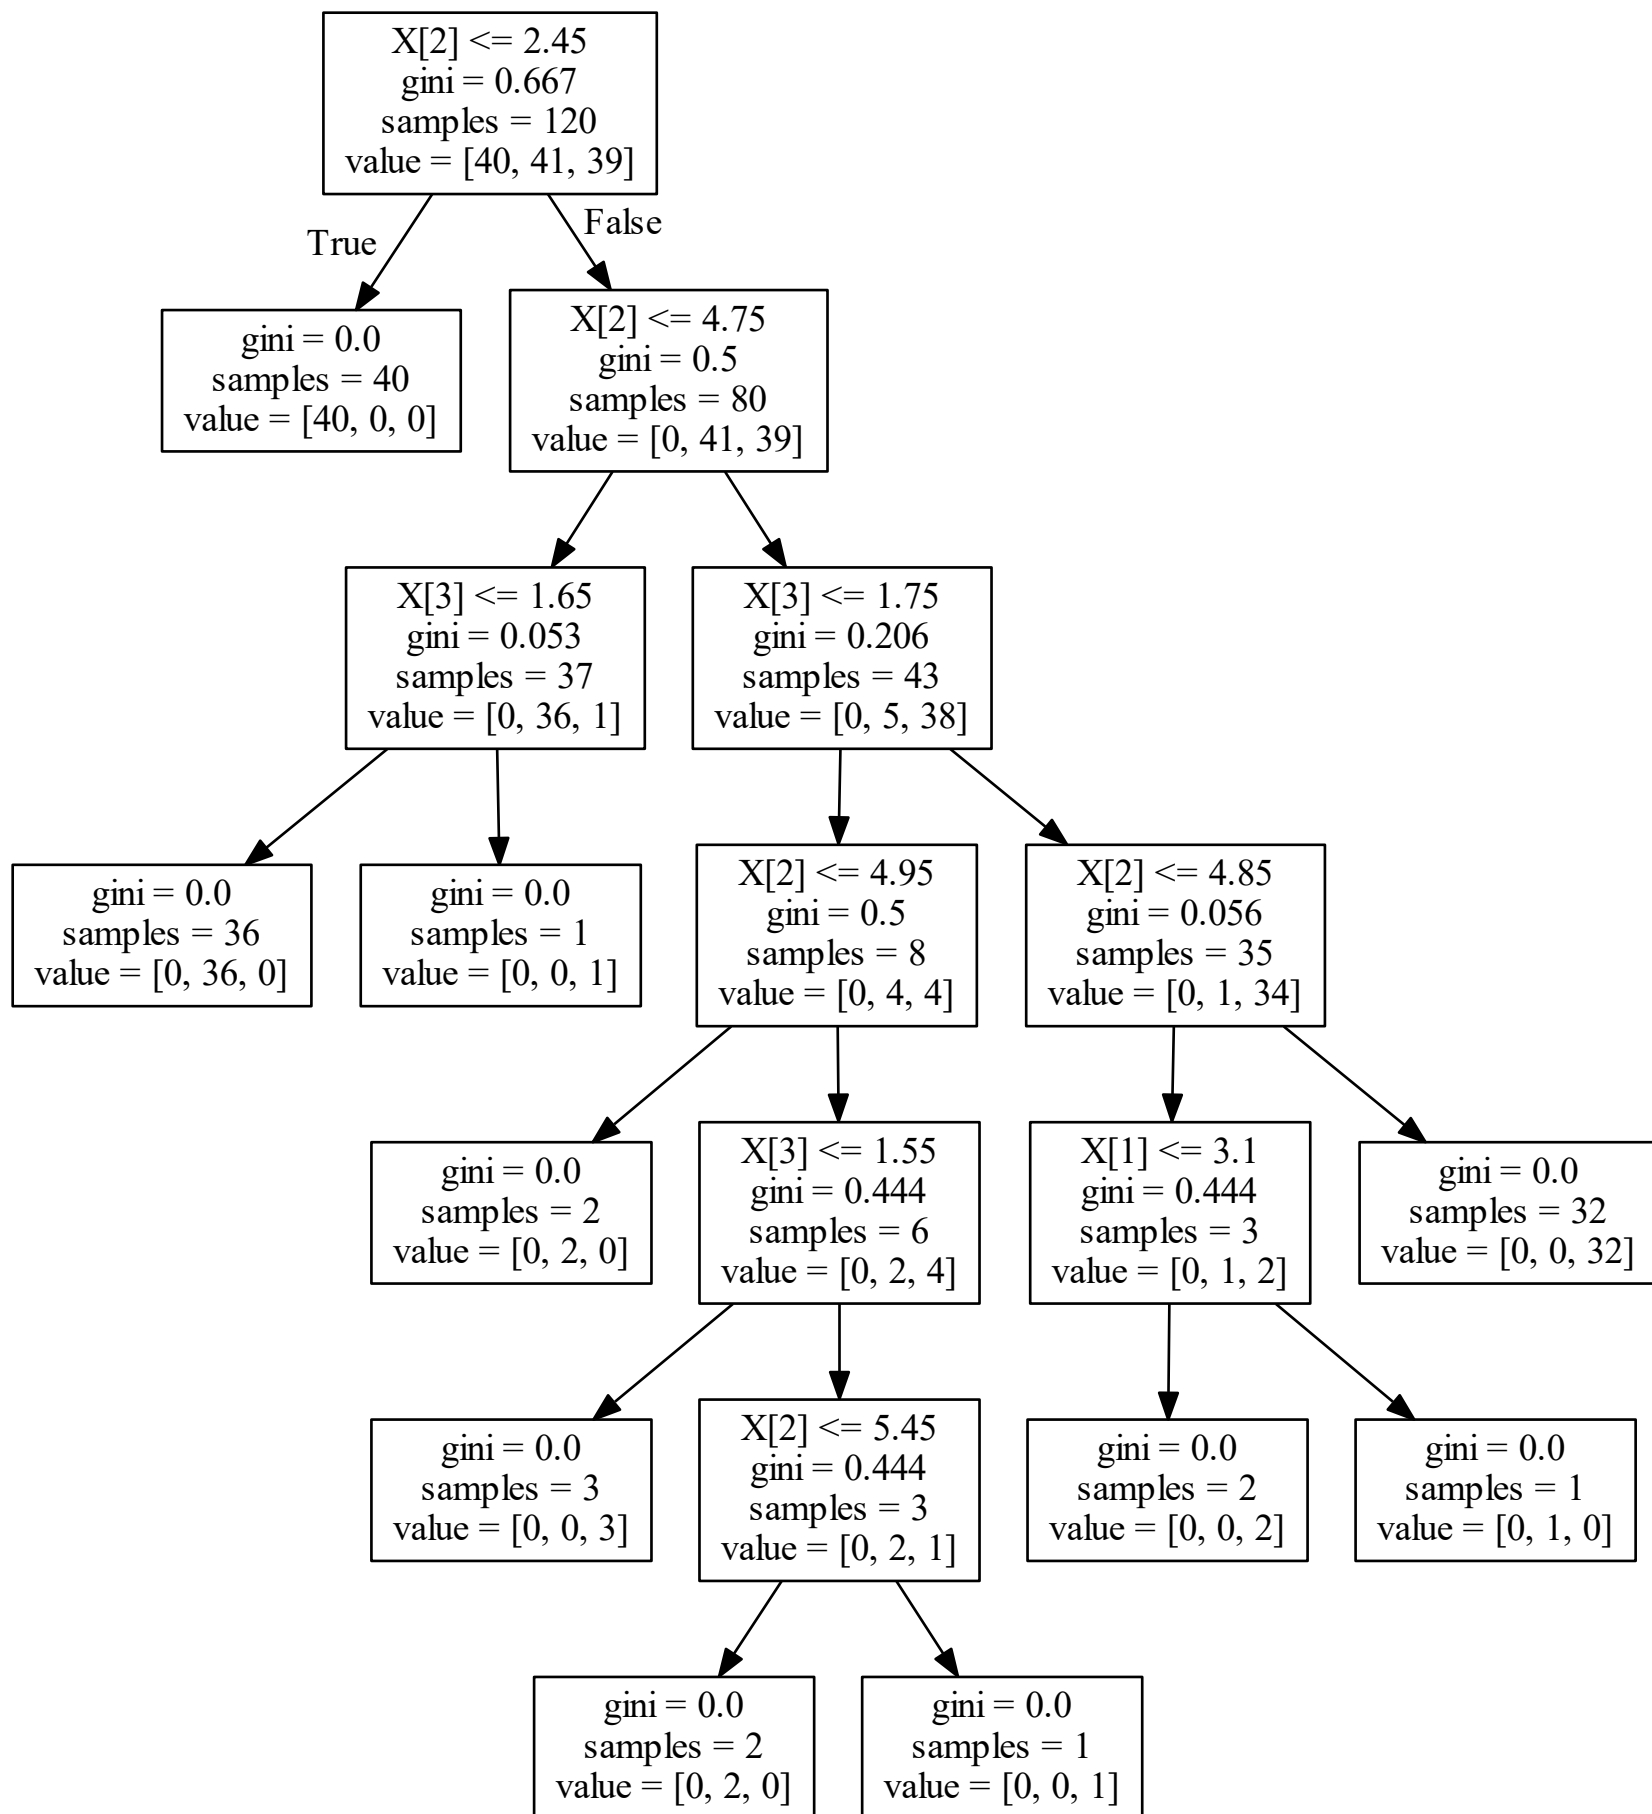 X[2] <= 2.45
gini = 0.667
samples = 120
value = [40, 41, 39]
True
False
gini = 0.0
samples = 40
value = [40, 0, 0]
X[2] <= 4.75
gini = 0.5
samples = 80
value = [0, 41, 39]
X[3] <= 1.65
gini = 0.053
samples = 37
value = [0, 36, 1]
X[3] <= 1.75
gini = 0.206
samples = 43
value = [0, 5, 38]
gini = 0.0
samples = 36
value = [0, 36, 0]
gini = 0.0
samples = 1
value = [0, 0, 1]
X[2] <= 4.95
gini = 0.5
samples = 8
value = [0, 4, 4]
X[2] <= 4.85
gini = 0.056
samples = 35
value = [0, 1, 34]
gini = 0.0
samples = 2
value = [0, 2, 0]
X[3] <= 1.55
gini = 0.444
samples = 6
value = [0, 2, 4]
X[1] <= 3.1
gini = 0.444
samples = 3
value = [0, 1, 2]
gini = 0.0
samples = 32
value = [0, 0, 32]
gini = 0.0
samples = 3
value = [0, 0, 3]
X[2] <= 5.45
gini = 0.444
samples = 3
value = [0, 2, 1]
gini = 0.0
samples = 2
value = [0, 0, 2]
gini = 0.0
samples = 1
value = [0, 1, 0]
gini = 0.0
samples = 2
value = [0, 2, 0]
gini = 0.0
samples = 1
value = [0, 0, 1]